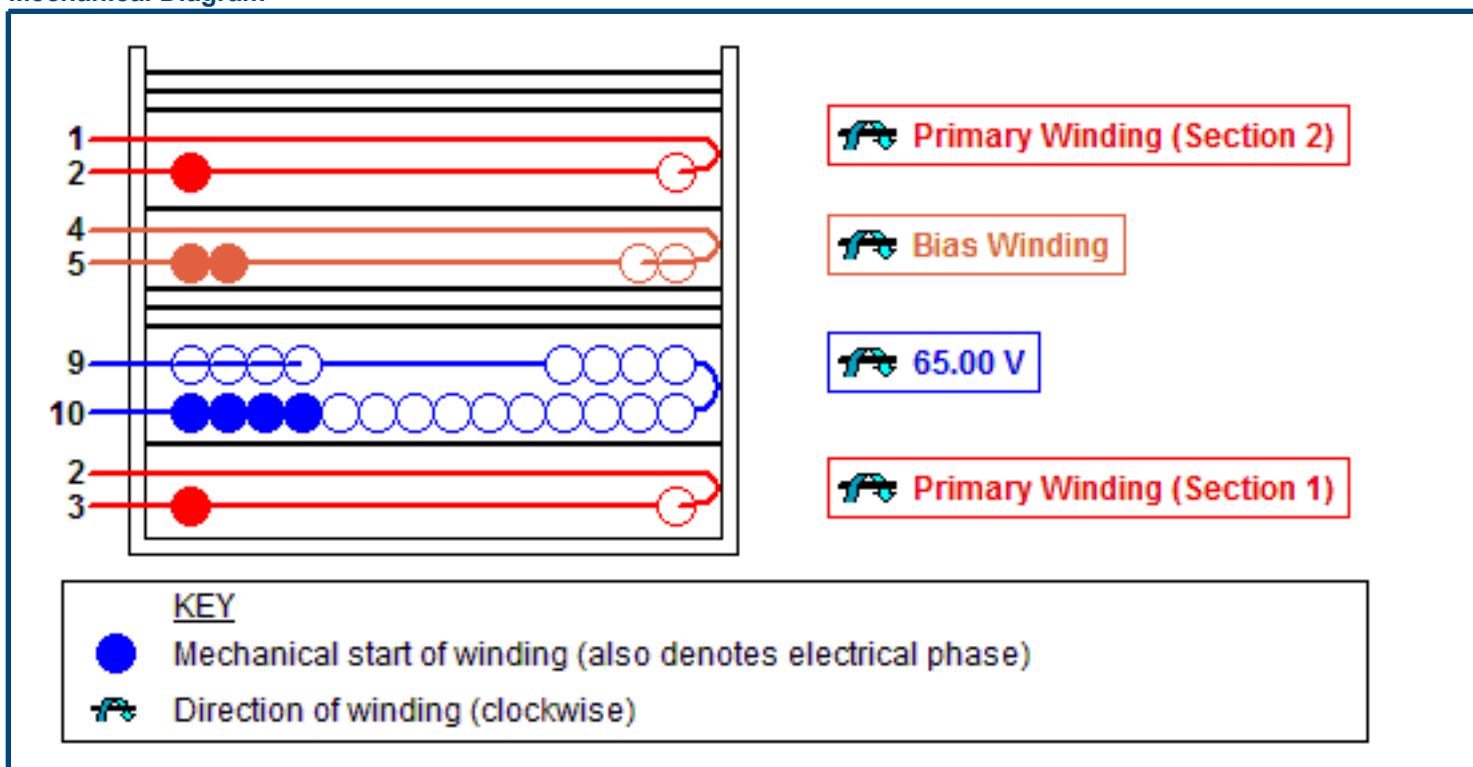 1
Primary Winding (Section 2)
2
4
Bias Winding
5
9
65.00 V
10
2
Primary Winding (Section 1)
3
KEY
Mechanical start of winding (also denotes electrical phase)
Direction of winding (clockwise)